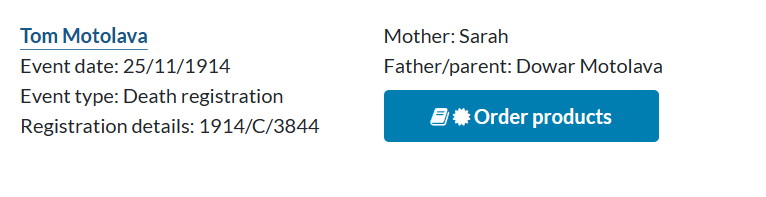 Tom Motolava
Event date: 25/11/1914
Event type: Death registration
Registration details: 1914/C/3844
Mother: Sarah
Father/parent: Dowar Motolava
Order products